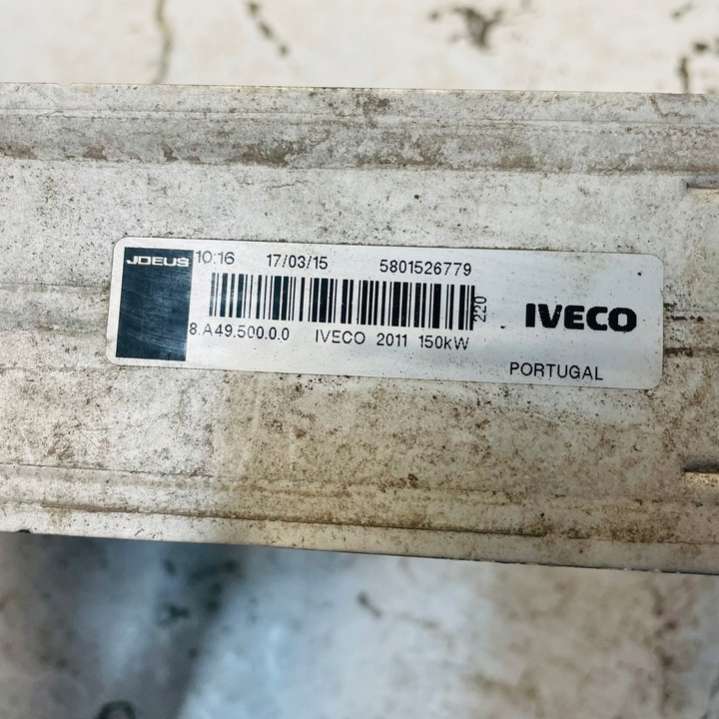 JDEUS 10:16 17/03/15 5801526779
220
IVECO
8.A49.500.0.0 IVECO 2011 150kW
PORTUGAL